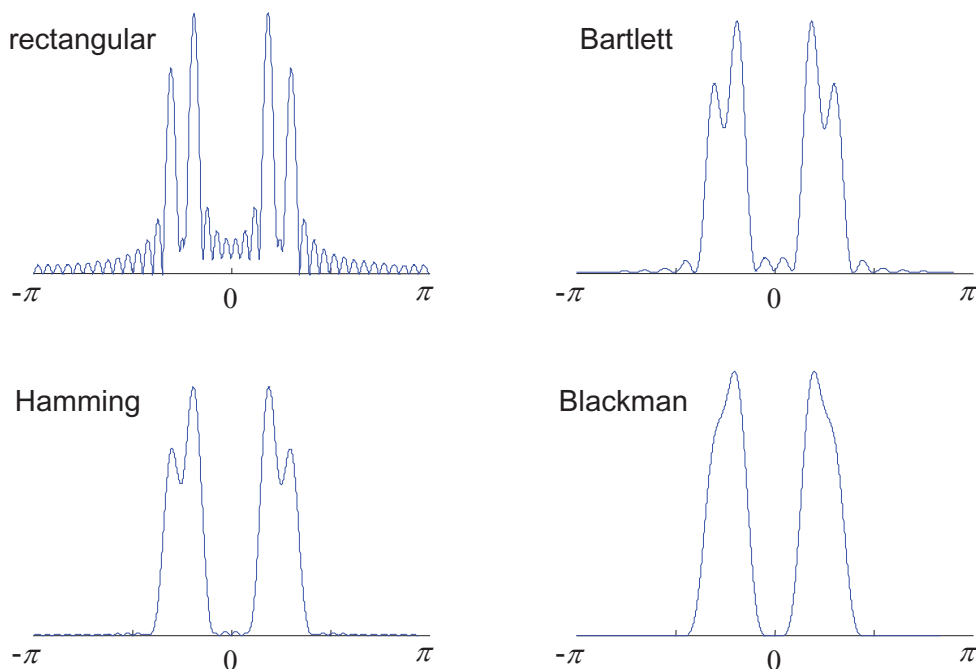 rectangular
Bartlett
-π 0 π
-π 0 π
Hamming
Blackman
-π 0 π
-π 0 π